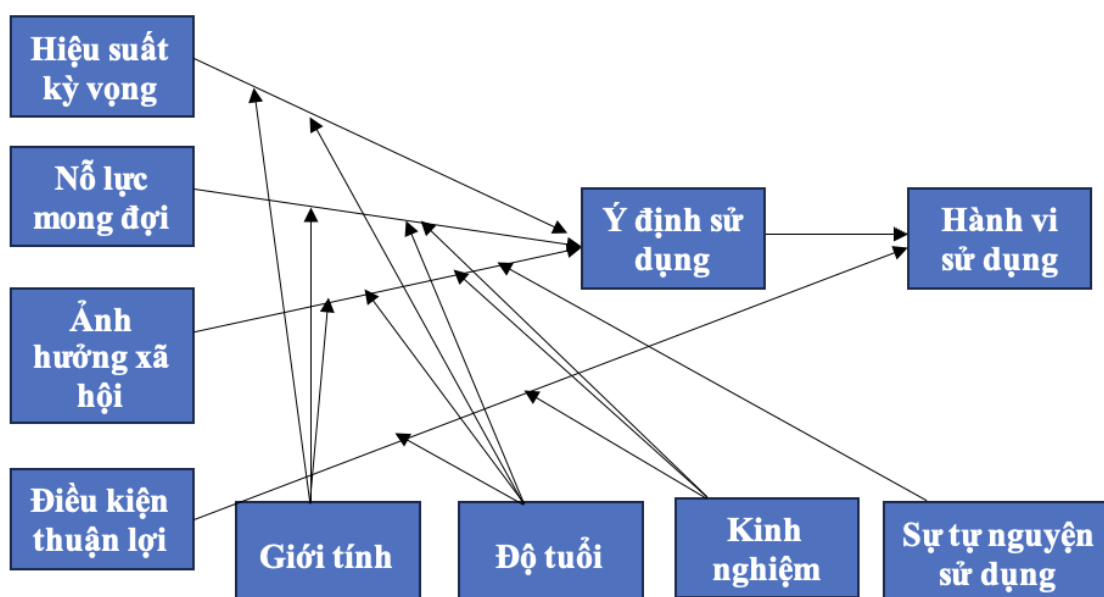 Hiệu suất
kỳ vọng
Nỗ lực
mong đợi
Ảnh
hưởng xã
hội
Điều kiện
thuận lợi
Ý định sử
dụng
Hành vi
sử dụng
Giới tính
Độ tuổi
Kinh
nghiệm
Sự tự nguyện
sử dụng